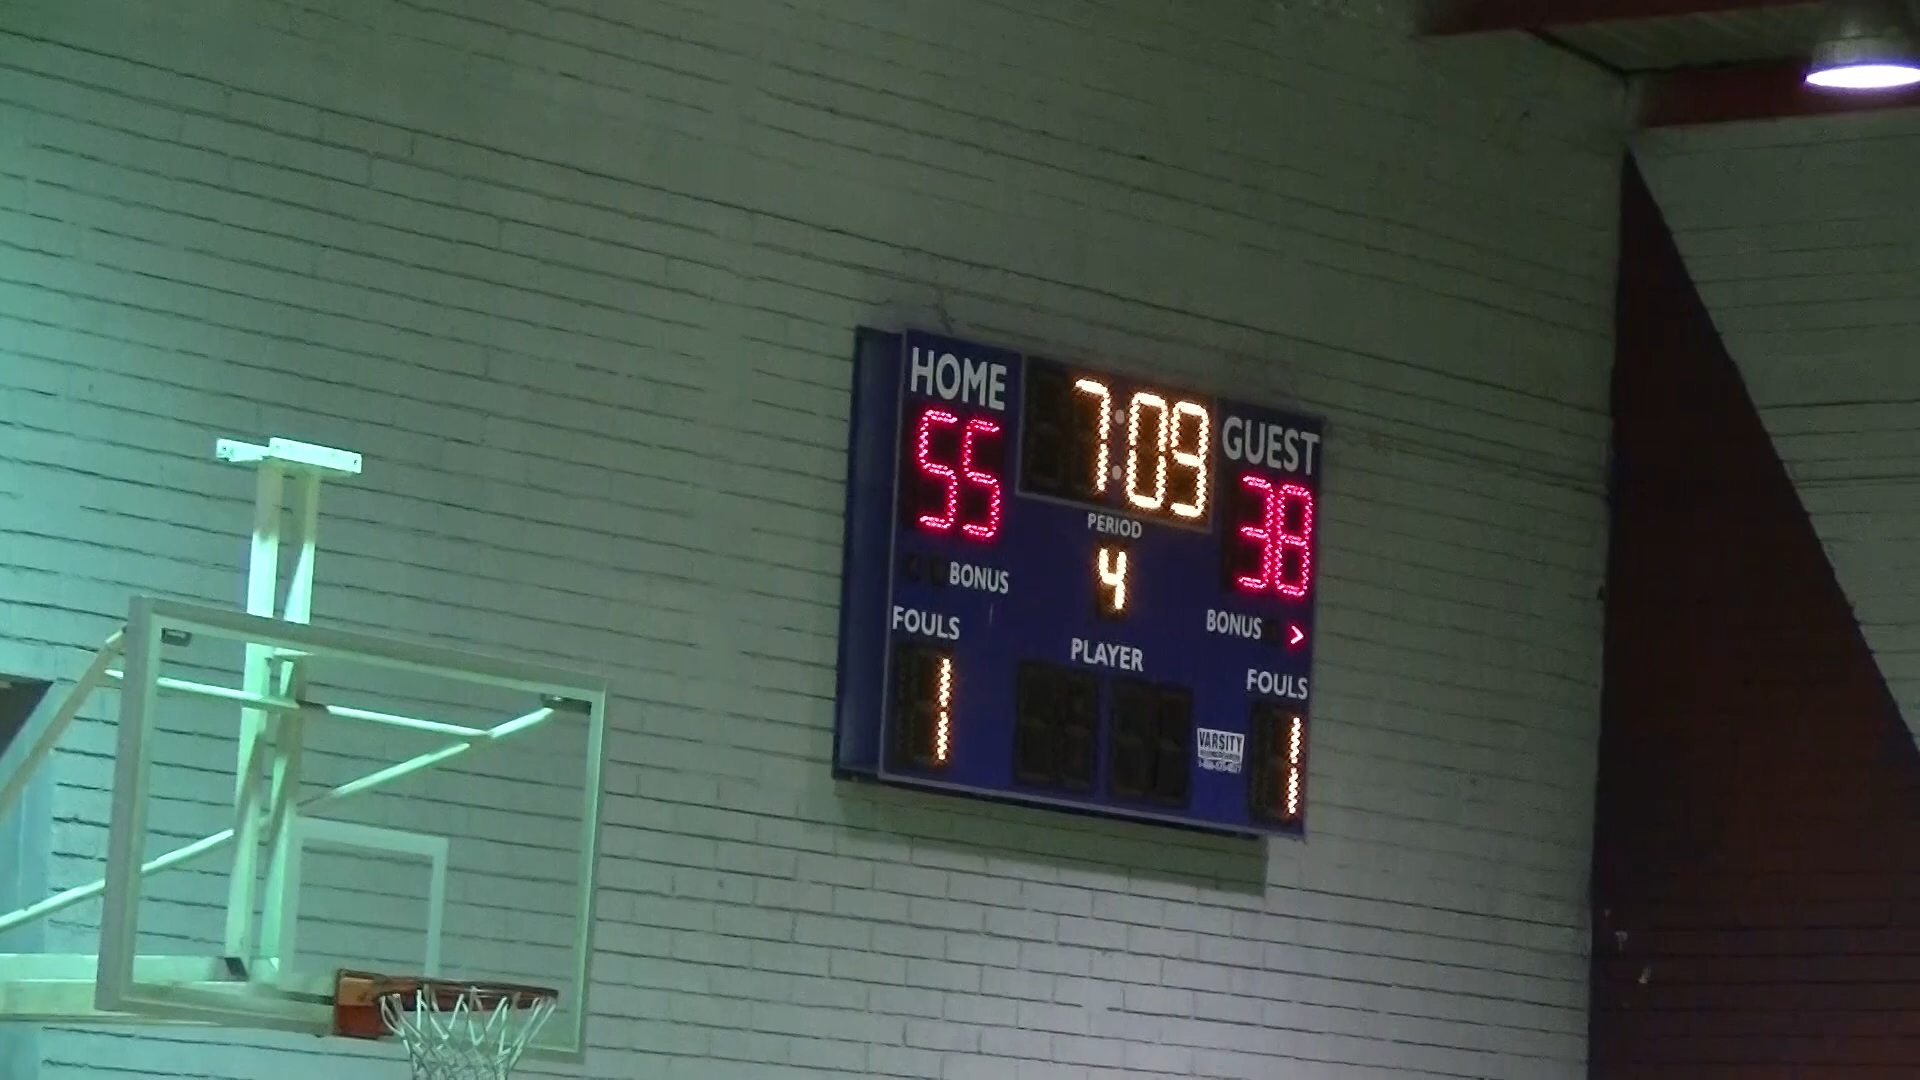 HOME
7:09
GUEST
55
38
PERIOD
4
BONUS
BONUS >
FOULS
PLAYER
FOULS
1
1
VARSITY